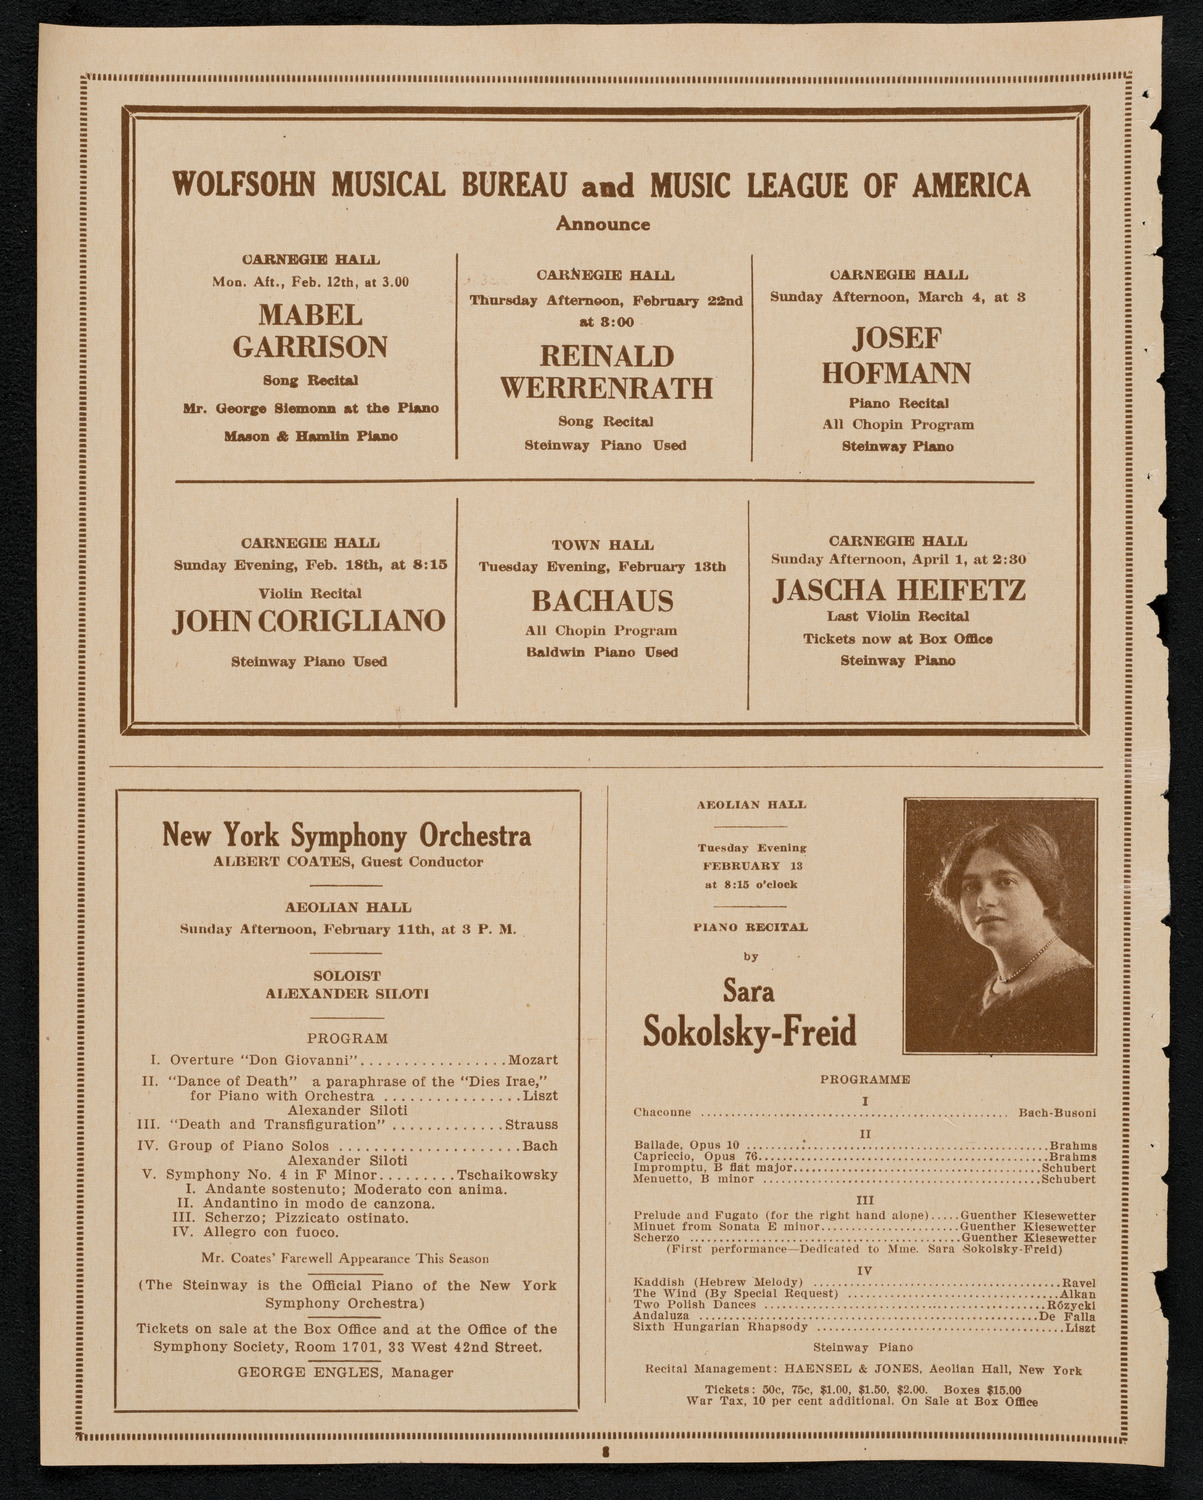 WOLFSOHN MUSICAL BUREAU and MUSIC LEAGUE OF AMERICA
Announce
CARNEGIE HALL
Mon. Aft., Feb. 12th, at 3.00
MABEL
GARRISON
Song Recital
Mr. George Siemonn at the Piano
Mason & Hamlin Piano
CARNEGIE HALL
Thursday Afternoon, February 22nd
at 3:00
REINALD
WERRENRATH
Song Recital
Steinway Piano Used
CARNEGIE HALL
Sunday Afternoon, March 4, at 3
JOSEF
HOFMANN
Piano Recital
All Chopin Program
Steinway Piano
CARNEGIE HALL
Sunday Evening, Feb. 18th, at 8:15
Violin Recital
JOHN CORIGLIANO
Steinway Piano Used
TOWN HALL
Tuesday Evening, February 13th
BACHAUS
All Chopin Program
Baldwin Piano Used
CARNEGIE HALL
Sunday Afternoon, April 1, at 2:30
JASCHA HEIFETZ
Last Violin Recital
Tickets now at Box Office
Steinway Piano
New York Symphony Orchestra
ALBERT COATES, Guest Conductor
AEOLIAN HALL
Sunday Afternoon, February 11th, at 3 P. M.
SOLOIST
ALEXANDER SILOTI
PROGRAM
I. Overture "Don Giovanni"................Mozart
II. "Dance of Death" a paraphrase of the "Dies Irae,"
for Piano with Orchestra ................Liszt
Alexander Siloti
III. "Death and Transfiguration" .............Strauss
IV. Group of Piano Solos .....................Bach
Alexander Siloti
V. Symphony No. 4 in F Minor.........Tschaikowsky
I. Andante sostenuto; Moderato con anima.
II. Andantino in modo de canzona.
III. Scherzo; Pizzicato ostinato.
IV. Allegro con fuoco.
Mr. Coates' Farewell Appearance This Season
(The Steinway is the Official Piano of the New York
Symphony Orchestra)
Tickets on sale at the Box Office and at the Office of the
Symphony Society, Room 1701, 33 West 42nd Street.
GEORGE ENGLES, Manager
AEOLIAN HALL
Tuesday Evening
FEBRUARY 13
at 8:15 o'clock
PIANO RECITAL
by
Sara
Sokolsky-Freid
PROGRAMME
I
Chaconne .................................................. Bach-Busoni
II
Ballade, Opus 10 ..................................................Brahms
Capriccio, Opus 76................................................Brahms
Impromptu, B flat major..........................................Schubert
Menuetto, B minor ...............................................Schubert
III
Prelude and Fugato (for the right hand alone).....Guenther Kiesewetter
Minuet from Sonata E minor......................Guenther Kiesewetter
Scherzo ...........................................Guenther Kiesewetter
(First performance—Dedicated to Mme. Sara Sokolsky-Freid)
IV
Kaddish (Hebrew Melody) ...........................................Ravel
The Wind (By Special Request) .....................................Alkan
Two Polish Dances ................................................Rózycki
Andaluza .........................................................De Falla
Sixth Hungarian Rhapsody ..........................................Liszt
Steinway Piano
Recital Management: HAENSEL & JONES, Aeolian Hall, New York
Tickets: 50c, 75c, $1.00, $1.50, $2.00. Boxes $15.00
War Tax, 10 per cent additional. On Sale at Box Office
8